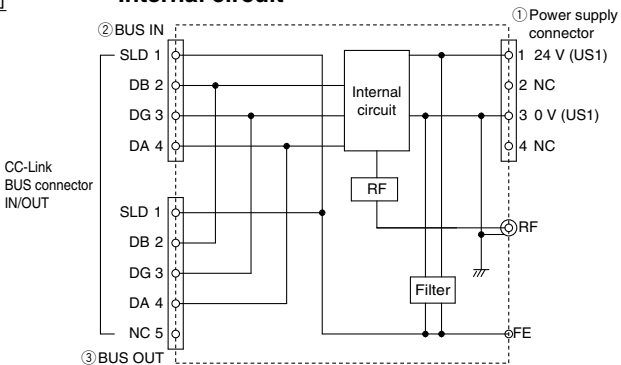 Internal circuit
①Power supply connector
②BUS IN
SLD 1
DB 2
DG 3
DA 4
1 24 V (US1)
2 NC
3 0 V (US1)
4 NC
Internal
circuit
RF
CC-Link
BUS connector
IN/OUT
SLD 1
DB 2
DG 3
DA 4
NC 5
③BUS OUT
RF
Filter
FE